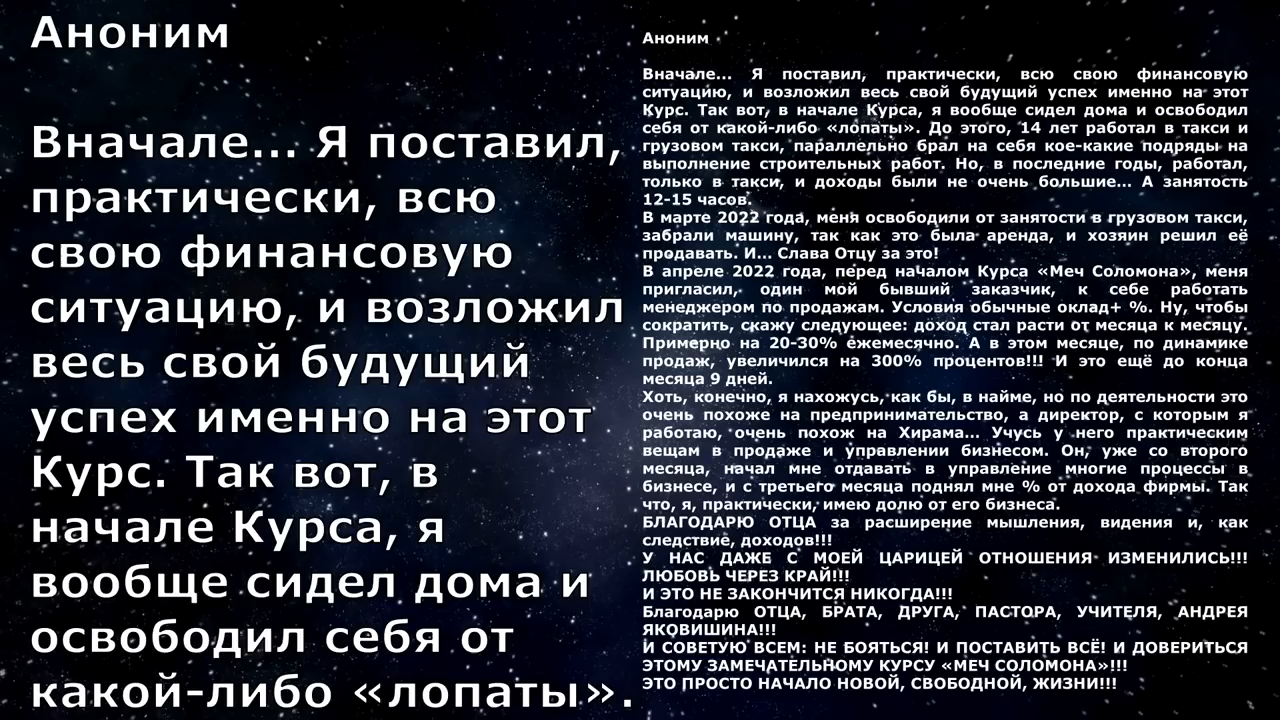 Аноним
Вначале... Я поставил,
практически, всю
свою финансовую
ситуацию, и возложил
весь свой будущий
успех именно на этот
Курс. Так вот, в
начале Курса, я
вообще сидел дома и
освободил себя от
какой-либо «лопаты».
Аноним
Вначале... Я поставил, практически, всю свою финансовую
ситуацию, и возложил весь свой будущий успех именно на этот
Курс. Так вот, в начале Курса, я вообще сидел дома и освободил
себя от какой-либо «лопаты». До этого, 14 лет работал в такси и
грузовом такси, параллельно брал на себя кое-какие подряды на
выполнение строительных работ. Но, в последние годы, работал,
только в такси, и доходы были не очень большие... А занятость
12-15 часов.
В марте 2022 года, меня освободили от занятости в грузовом такси,
забрали машину, так как это была аренда, и хозяин решил её
продавать. И... Слава Отцу за это!
В апреле 2022 года, перед началом Курса «Меч Соломона», меня
пригласил, один мой бывший заказчик, к себе работать
менеджером по продажам. Условия обычные оклад+ %. Ну, чтобы
сократить, скажу следующее: доход стал расти от месяца к месяцу.
Примерно на 20-30% ежемесячно. А в этом месяце, по динамике
продаж, увеличился на 300% процентов!!! И это ещё до конца
месяца 9 дней.
Хоть, конечно, я нахожусь, как бы, в найме, но по деятельности это
очень похоже на предпринимательство, а директор, с которым я
работаю, очень похож на Хирама... Учусь у него практическим
вещам в продаже и управлении бизнесом. Он, уже со второго
месяца, начал мне отдавать в управление многие процессы в
бизнесе, и с третьего месяца поднял мне % от дохода фирмы. Так
что, я, практически, имею долю от его бизнеса.
БЛАГОДАРЮ ОТЦА за расширение мышления, видения и, как
следствие, доходов!!!
У НАС ДАЖЕ С МОЕЙ ЦАРИЦЕЙ ОТНОШЕНИЯ ИЗМЕНИЛИСЬ!!!
ЛЮБОВЬ ЧЕРЕЗ КРАЙ!!!
И ЭТО НЕ ЗАКОНЧИТСЯ НИКОГДА!!!
Благодарю ОТЦА, БРАТА, ДРУГА, ПАСТОРА, УЧИТЕЛЯ, АНДРЕЯ
ЯКОВИШИНА!!!
И СОВЕТУЮ ВСЕМ: НЕ БОЯТЬСЯ! И ПОСТАВИТЬ ВСЁ! И ДОВЕРИТЬСЯ
ЭТОМУ ЗАМЕЧАТЕЛЬНОМУ КУРСУ «МЕЧ СОЛОМОНА»!!!
ЭТО ПРОСТО НАЧАЛО НОВОЙ, СВОБОДНОЙ, ЖИЗНИ!!!